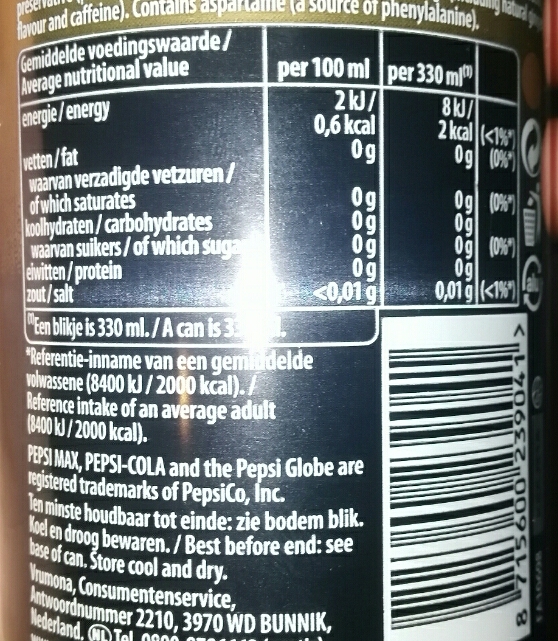 flavour and caffeine). Contains aspartame (a source of phenylalanine).
Gemiddelde voedingswaarde /
Average nutritional value
per 100 ml per 330 ml(1)
energie / energy 2 kJ / 8 kJ /
0,6 kcal 2 kcal (<1%*)
vetten / fat 0 g 0 g (0%*)
waarvan verzadigde vetzuren /
of which saturates 0 g 0 g (0%*)
koolhydraten / carbohydrates 0 g 0 g
waarvan suikers / of which sugars 0 g 0 g (0%*)
eiwitten / protein 0 g 0 g
zout / salt <0,01 g 0,01 g (<1%*)
(1)Een blikje is 330 ml. / A can is
*Referentie-inname van een gemiddelde
volwassene (8400 kJ / 2000 kcal). /
Reference intake of an average adult
(8400 kJ / 2000 kcal).
PEPSI MAX, PEPSI-COLA and the Pepsi Globe are
registered trademarks of PepsiCo, Inc.
Ten minste houdbaar tot einde: zie bodem blik.
Koel en droog bewaren. / Best before end: see
base of can. Store cool and dry.
Vrumona, Consumentenservice,
Antwoordnummer 2210, 3970 WD BUNNIK,
Nederland. NL Tel.
8 715600 239041 >